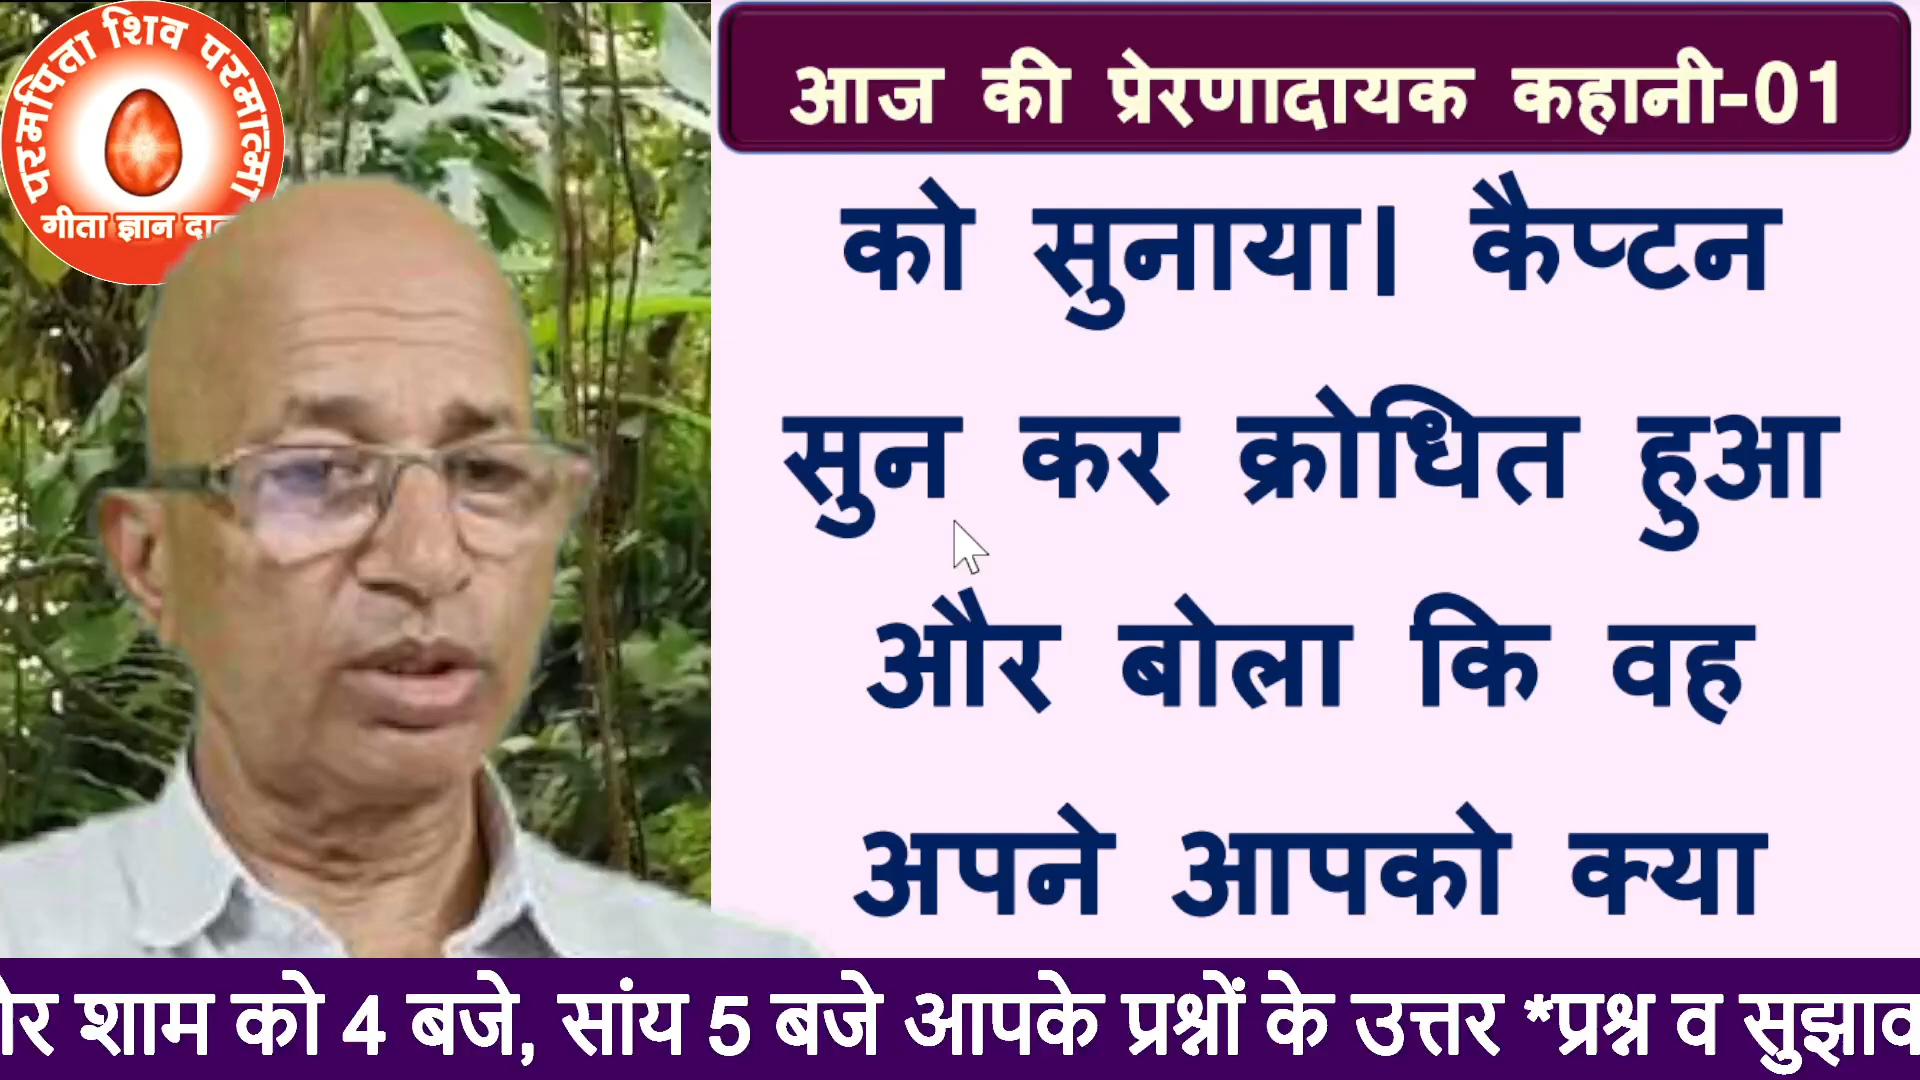 परमपिता शिव परमात्मा
गीता ज्ञान
आज की प्रेरणादायक कहानी-01
को सुनाया। कैप्टन
सुन कर क्रोधित हुआ
और बोला कि वह
अपने आपको क्या
शाम को 4 बजे, सांय 5 बजे आपके प्रश्नों के उत्तर *प्रश्न व सुझाव